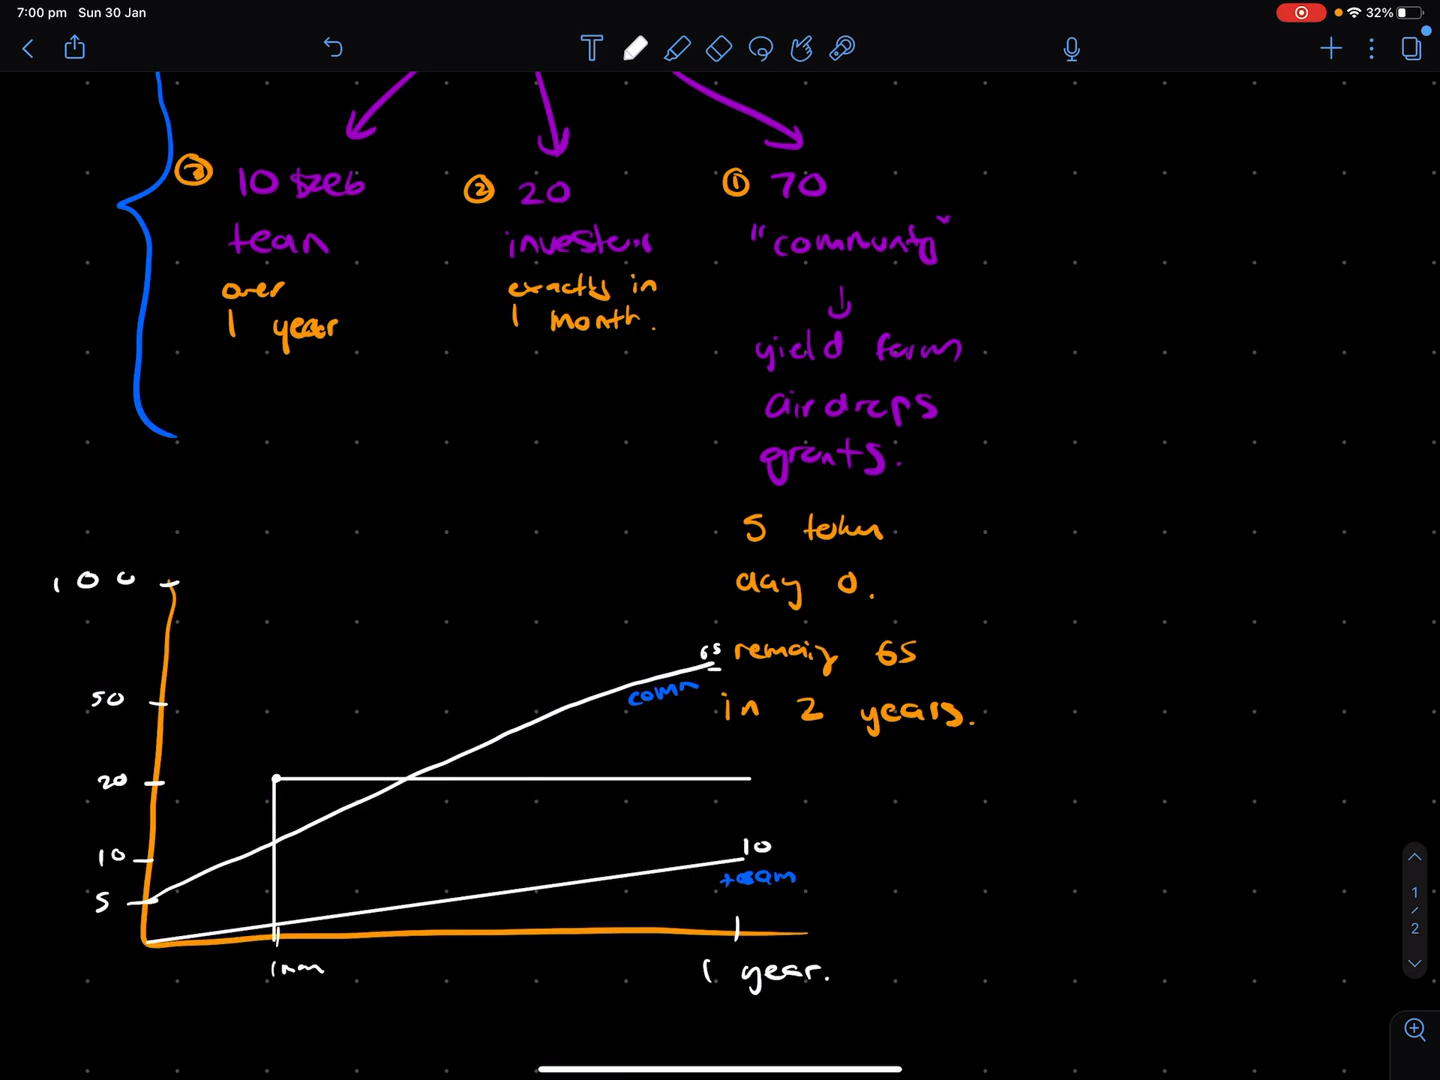 7:00 pm Sun 30 Jan
32%
T
③ 10
team
over
1 year
② 20
investors
exactly in
1 month.
① 70
"community"
yield farm
airdrops
grants.
5 token
day 0.
remaing 65
in 2 years.
100
50
20
10
5
65
comm
10
team
1 year.
1
/
2